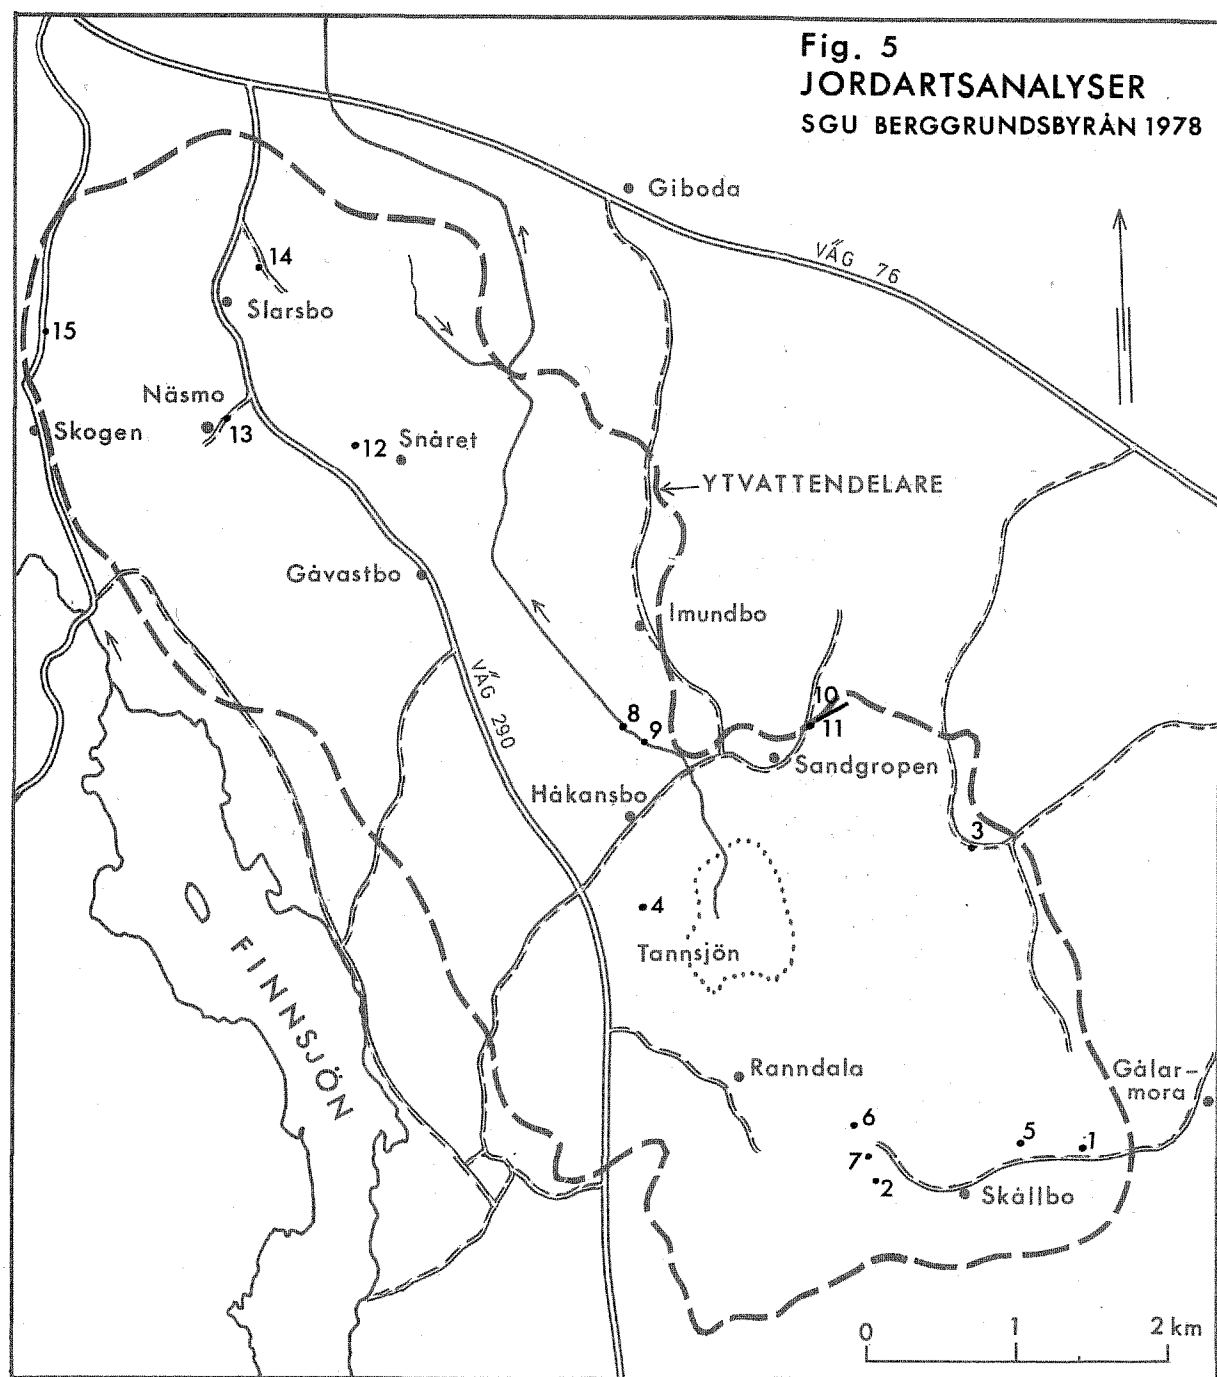 Fig. 5
JORDARTSANALYSER
SGU BERGGRUNDSBYRÅN 1978
Giboda
VÄG 76
14
Slarsbo
15
Näsmo
13
Skogen
12
Snåret
YTVATTENDELARE
Gåvastbo
Imundbo
VÄG 290
8
9
10
11
Sandgropen
Håkansbo
3
4
Tannsjön
FINNSJÖN
Ranndala
Gålar-
mora
6
5
1
7
2
Skållbo
0 1 2 km